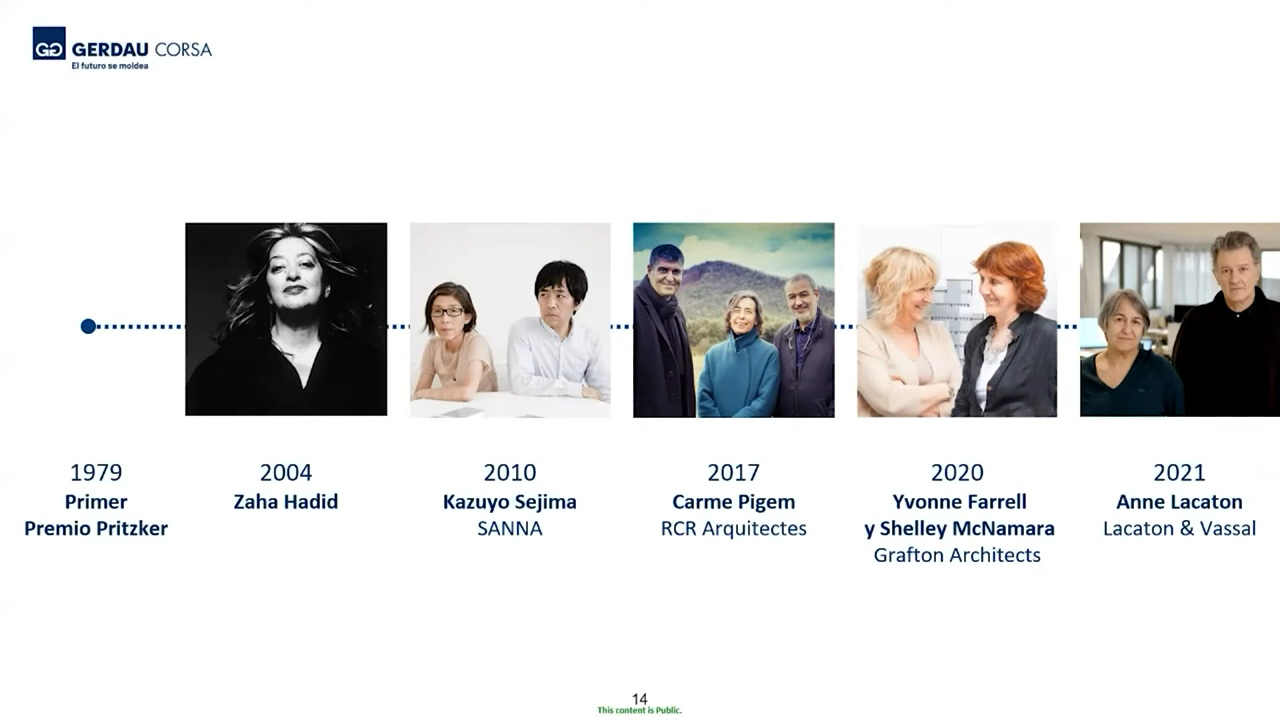 GG GERDAU CORSA
El futuro se moldea
1979
Primer
Premio Pritzker
2004
Zaha Hadid
2010
Kazuyo Sejima
SANNA
2017
Carme Pigem
RCR Arquitectes
2020
Yvonne Farrell
y Shelley McNamara
Grafton Architects
2021
Anne Lacaton
Lacaton & Vassal
14
This content is Public.